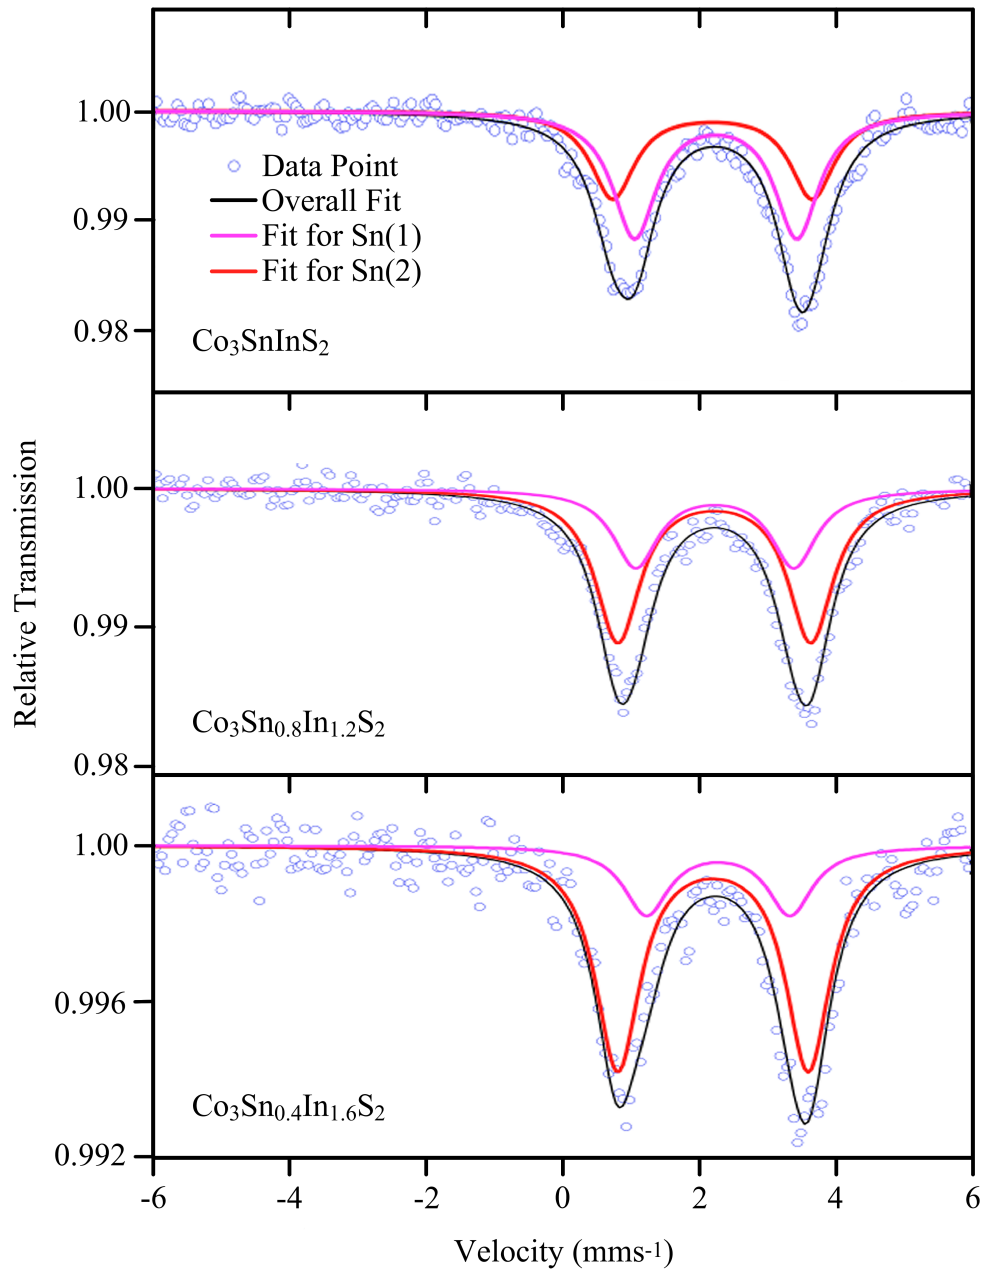 1.00
Data Point
Overall Fit
0.99
Fit for Sn(1)
Fit for Sn(2)
0.98
Co₃SnInS₂
1.00
0.99
Relative Transmission
Co₃Sn₀.₈In₁.₂S₂
0.98
1.00
0.996
Co₃Sn₀.₄In₁.₆S₂
0.992
-6 -4 -2 0 2 4 6
Velocity (mms⁻¹)